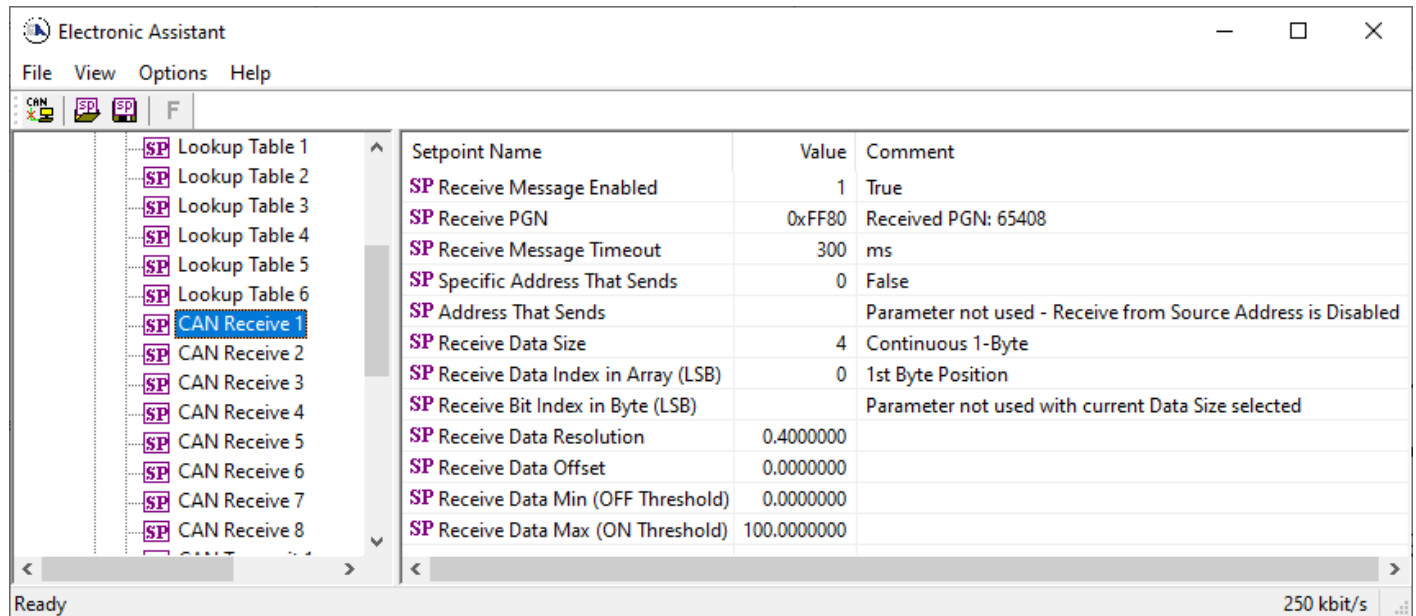 Electronic Assistant
File View Options Help
CAN SP SP F
SP Lookup Table 1
SP Lookup Table 2
SP Lookup Table 3
SP Lookup Table 4
SP Lookup Table 5
SP Lookup Table 6
SP CAN Receive 1
SP CAN Receive 2
SP CAN Receive 3
SP CAN Receive 4
SP CAN Receive 5
SP CAN Receive 6
SP CAN Receive 7
SP CAN Receive 8
Setpoint Name Value Comment
SP Receive Message Enabled 1 True
SP Receive PGN 0xFF80 Received PGN: 65408
SP Receive Message Timeout 300 ms
SP Specific Address That Sends 0 False
SP Address That Sends Parameter not used - Receive from Source Address is Disabled
SP Receive Data Size 4 Continuous 1-Byte
SP Receive Data Index in Array (LSB) 0 1st Byte Position
SP Receive Bit Index in Byte (LSB) Parameter not used with current Data Size selected
SP Receive Data Resolution 0.4000000
SP Receive Data Offset 0.0000000
SP Receive Data Min (OFF Threshold) 0.0000000
SP Receive Data Max (ON Threshold) 100.0000000
Ready 250 kbit/s